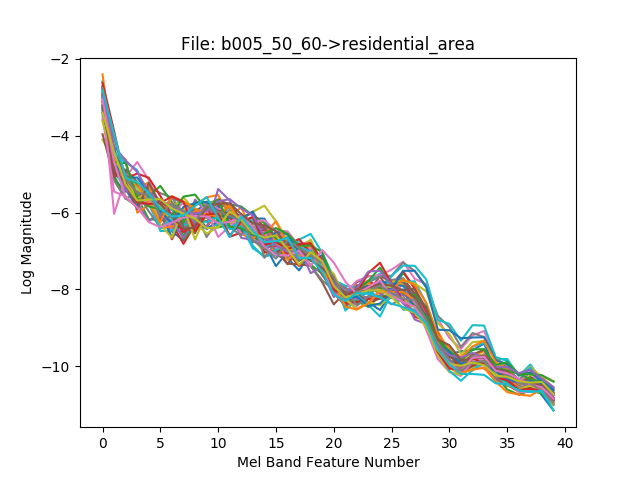 File: b005_50_60->residential_area
Log Magnitude
−2
−4
−6
−8
−10
0 5 10 15 20 25 30 35 40
Mel Band Feature Number